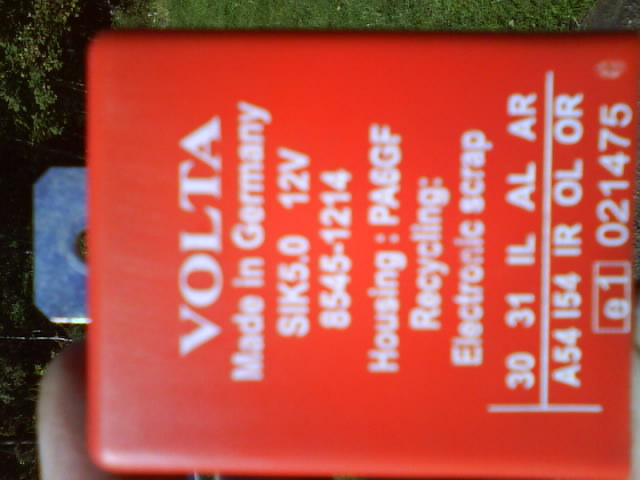 VOLTA
Made in Germany
SIK5.0 12V
8545-1214
Housing : PA6GF
Recycling:
Electronic scrap
30 31 IL AL AR
A54 I54 IR OL OR
e1 021475